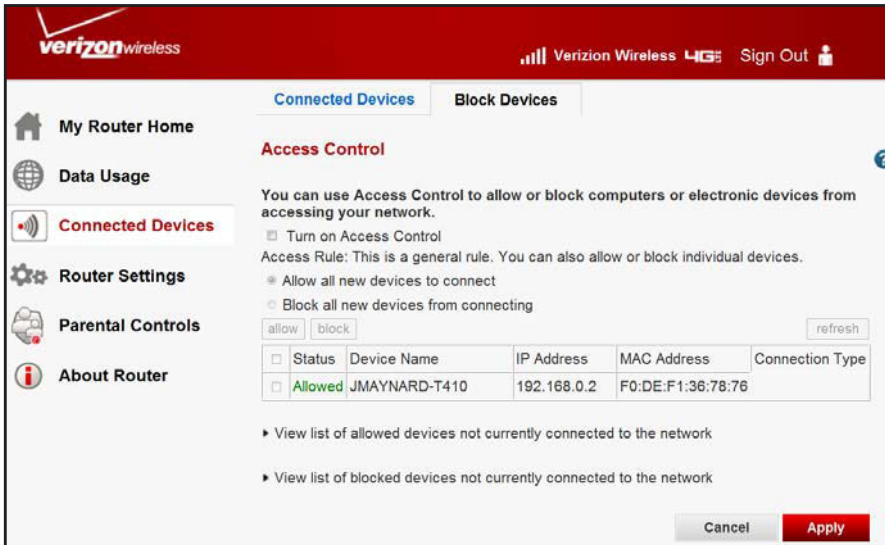 verizonwireless
Verizion Wireless 4G LTE Sign Out
Connected Devices Block Devices
My Router Home
Data Usage
Connected Devices
Router Settings
Parental Controls
About Router
Access Control
?
You can use Access Control to allow or block computers or electronic devices from
accessing your network.
Turn on Access Control
Access Rule: This is a general rule. You can also allow or block individual devices.
Allow all new devices to connect
Block all new devices from connecting
allow block refresh
Status Device Name IP Address MAC Address Connection Type
Allowed JMAYNARD-T410 192.168.0.2 F0:DE:F1:36:78:76
View list of allowed devices not currently connected to the network
View list of blocked devices not currently connected to the network
Cancel Apply